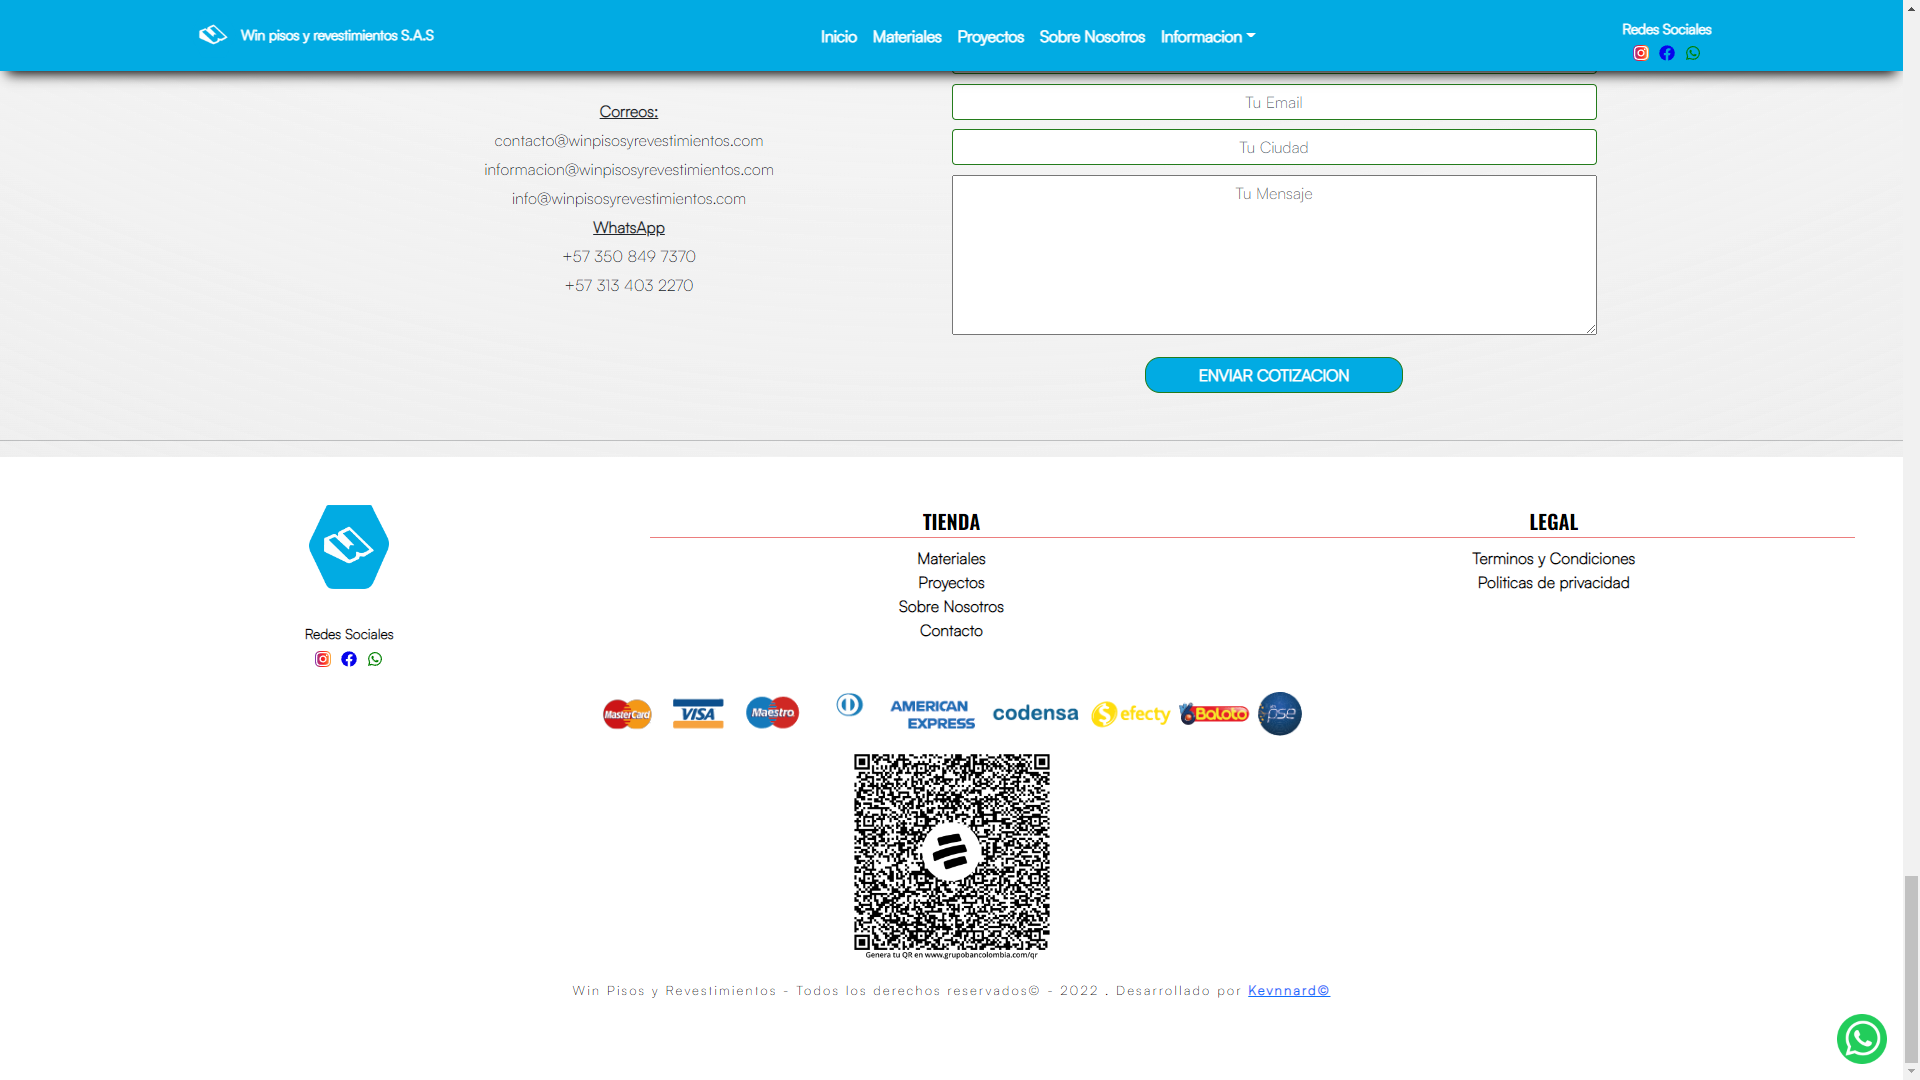 Win pisos y revestimientos S.A.S
Inicio Materiales Proyectos Sobre Nosotros Informacion
Redes Sociales
Correos:
contacto@winpisosyrevestimientos.com
informacion@winpisosyrevestimientos.com
info@winpisosyrevestimientos.com
WhatsApp
+57 350 849 7370
+57 313 403 2270
Tu Email
Tu Ciudad
Tu Mensaje
ENVIAR COTIZACION
Redes Sociales
TIENDA
Materiales
Proyectos
Sobre Nosotros
Contacto
LEGAL
Terminos y Condiciones
Politicas de privacidad
MasterCard VISA Maestro AMERICAN EXPRESS codensa efecty Baloto pse
Genera tu QR en www.grupobancolombia.com/qr
Win Pisos y Revestimientos - Todos los derechos reservados© - 2022 . Desarrollado por Kevnnard©